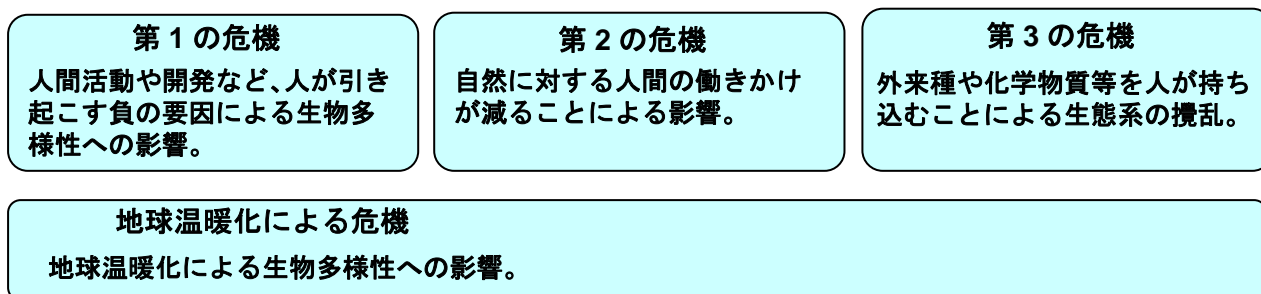 第1の危機
人間活動や開発など、人が引き
起こす負の要因による生物多
様性への影響。
第2の危機
自然に対する人間の働きかけ
が減ることによる影響。
第3の危機
外来種や化学物質等を人が持ち
込むことによる生態系の攪乱。
地球温暖化による危機
地球温暖化による生物多様性への影響。